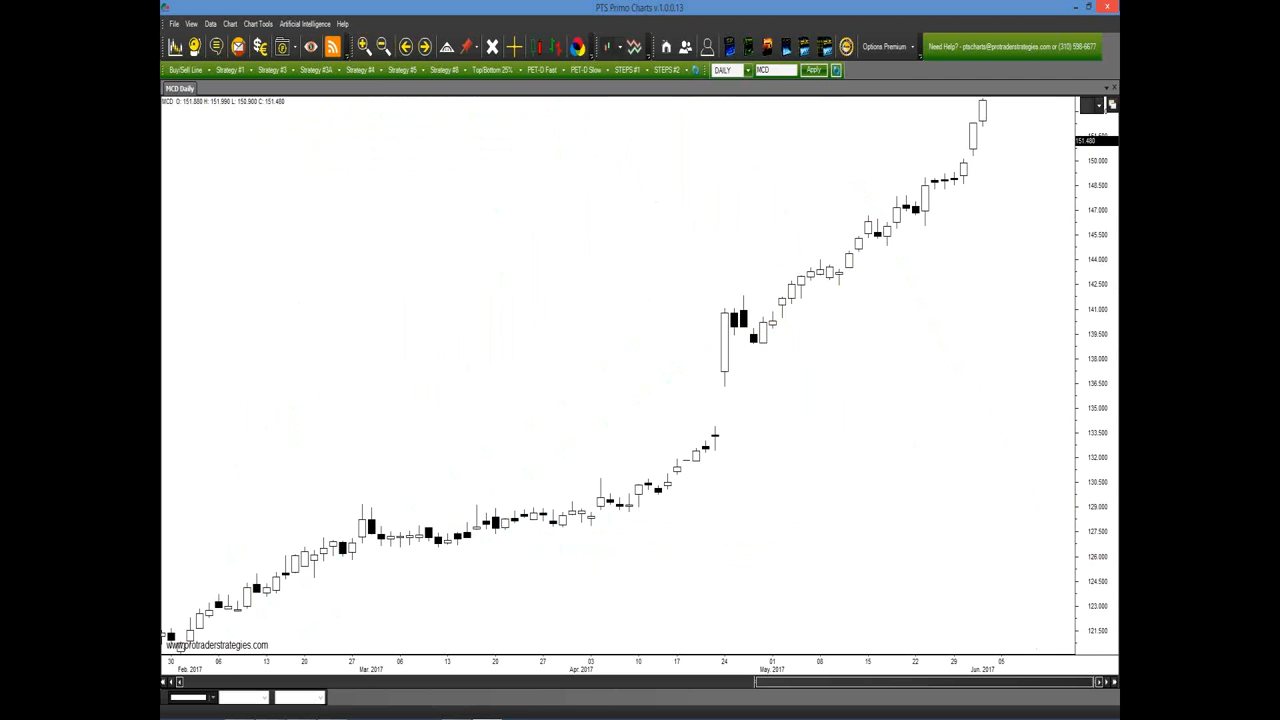 PTS Primo Charts v.1.0.0.13
File View Data Chart Chart Tools Artificial Intelligence Help
Options Premium
Need Help? - ptscharts@protraderstrategies.com or (310) 598-6677
Buy/Sell Line Strategy #1 Strategy #3 Strategy #3A Strategy #4 Strategy #5 Strategy #8 Top/Bottom 25% PET-D Fast PET-D Slow STEPS #1 STEPS #2 DAILY MCD Apply
MCD Daily
MCD O: 151.880 H: 151.990 L: 150.900 C: 151.480
151.480
150.000
148.500
147.000
145.500
144.000
142.500
141.000
139.500
138.000
136.500
135.000
133.500
132.000
130.500
129.000
127.500
126.000
124.500
123.000
121.500
www.protraderstrategies.com
30 06 13 20 27 06 13 20 27 03 10 17 24 01 08 15 22 29 05
Feb. 2017 Mar. 2017 Apr. 2017 May. 2017 Jun. 2017